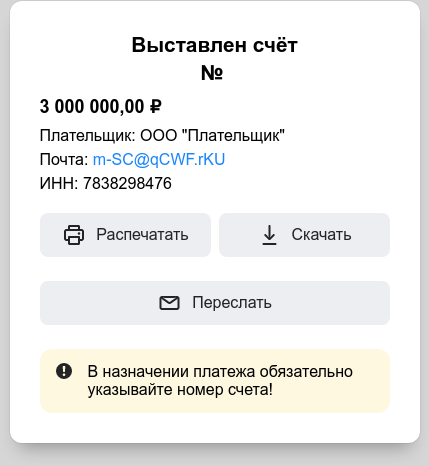 Выставлен счёт
№
3 000 000,00 ₽
Плательщик: ООО "Плательщик"
Почта: m-SC@qCWF.rKU
ИНН: 7838298476
Распечатать
Скачать
Переслать
В назначении платежа обязательно
указывайте номер счета!